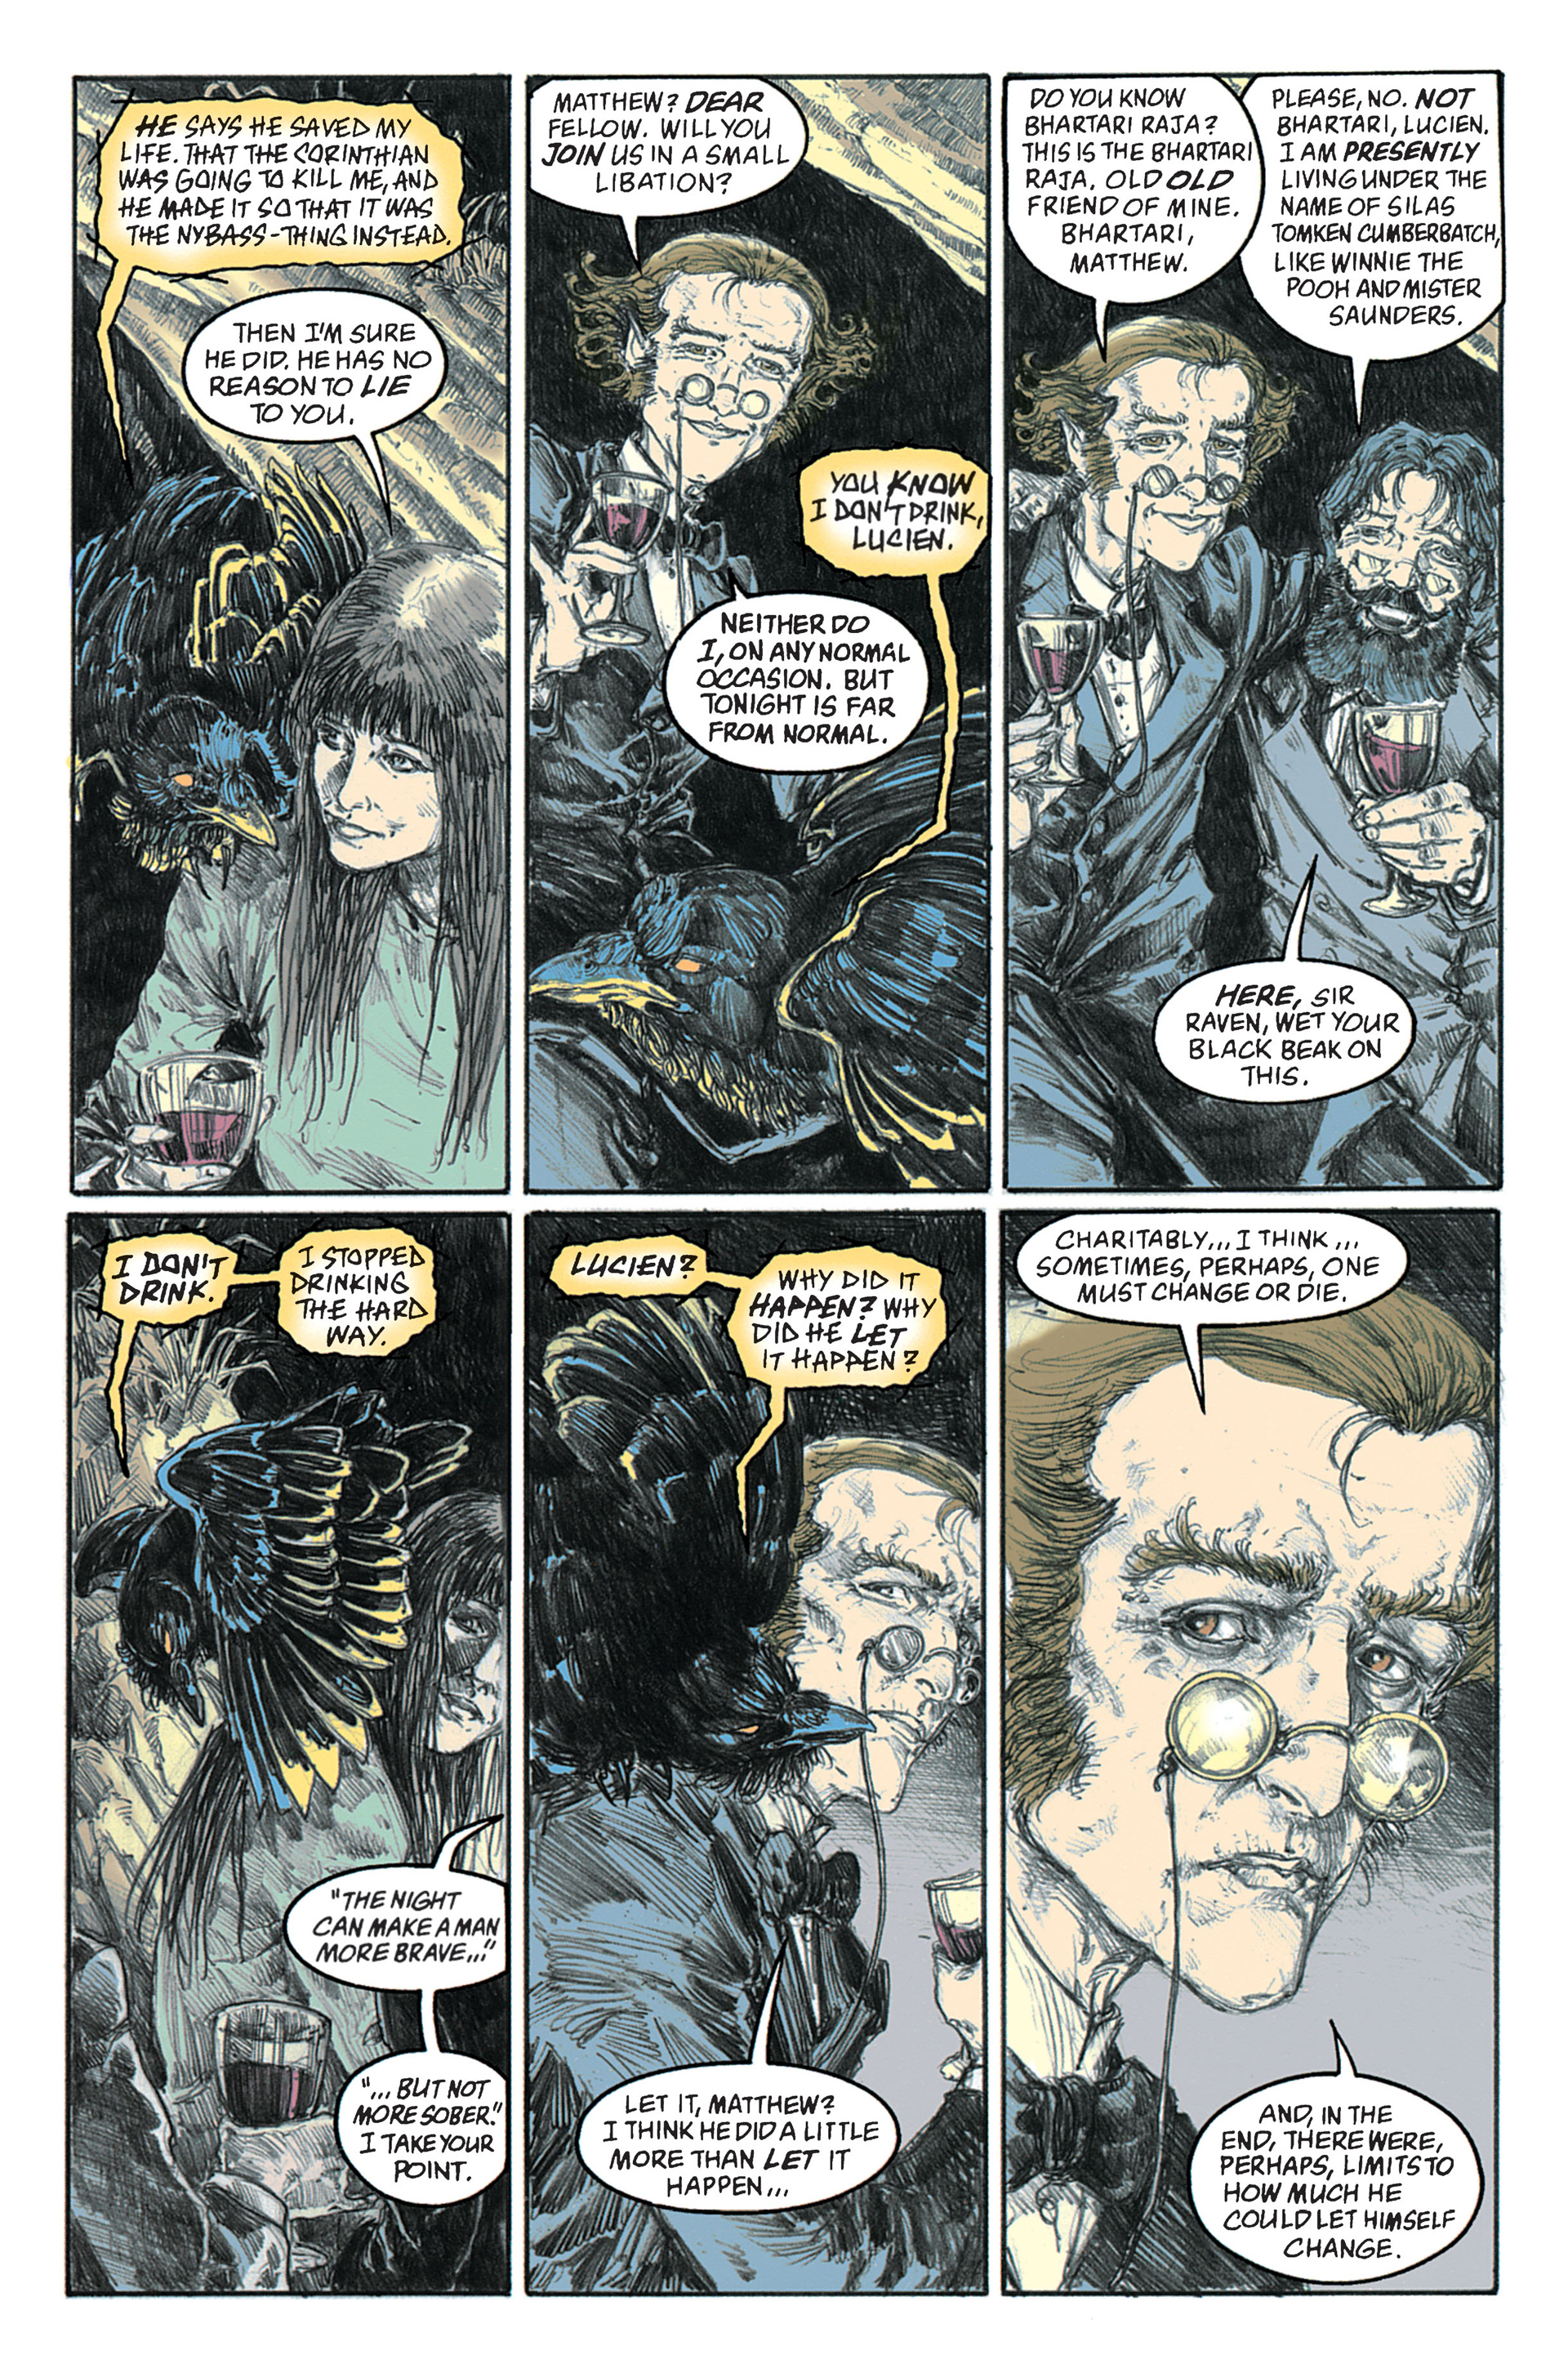 HE SAYS HE SAVED MY
LIFE. THAT THE CORINTHIAN
WAS GOING TO KILL ME, AND
HE MADE IT SO THAT IT WAS
THE NYBASS-THING INSTEAD.
THEN I'M SURE
HE DID. HE HAS NO
REASON TO LIE
TO YOU.
MATTHEW? DEAR
FELLOW. WILL YOU
JOIN US IN A SMALL
LIBATION?
YOU KNOW
I DON'T DRINK,
LUCIEN.
NEITHER DO
I, ON ANY NORMAL
OCCASION. BUT
TONIGHT IS FAR
FROM NORMAL.
DO YOU KNOW
BHARTARI RAJA?
THIS IS THE BHARTARI
RAJA. OLD OLD
FRIEND OF MINE.
BHARTARI,
MATTHEW.
PLEASE, NO. NOT
BHARTARI, LUCIEN.
I AM PRESENTLY
LIVING UNDER THE
NAME OF SILAS
TOMKEN CUMBERBATCH,
LIKE WINNIE THE
POOH AND MISTER
SAUNDERS.
HERE, SIR
RAVEN, WET YOUR
BLACK BEAK ON
THIS.
I DON'T
DRINK.
I STOPPED
DRINKING
THE HARD
WAY.
"THE NIGHT
CAN MAKE A MAN
MORE BRAVE..."
"... BUT NOT
MORE SOBER."
I TAKE YOUR
POINT.
LUCIEN?
WHY DID IT
HAPPEN? WHY
DID HE LET
IT HAPPEN?
LET IT, MATTHEW?
I THINK HE DID A LITTLE
MORE THAN LET IT
HAPPEN...
CHARITABLY... I THINK...
SOMETIMES, PERHAPS, ONE
MUST CHANGE OR DIE.
AND, IN THE
END, THERE WERE,
PERHAPS, LIMITS TO
HOW MUCH HE
COULD LET HIMSELF
CHANGE.